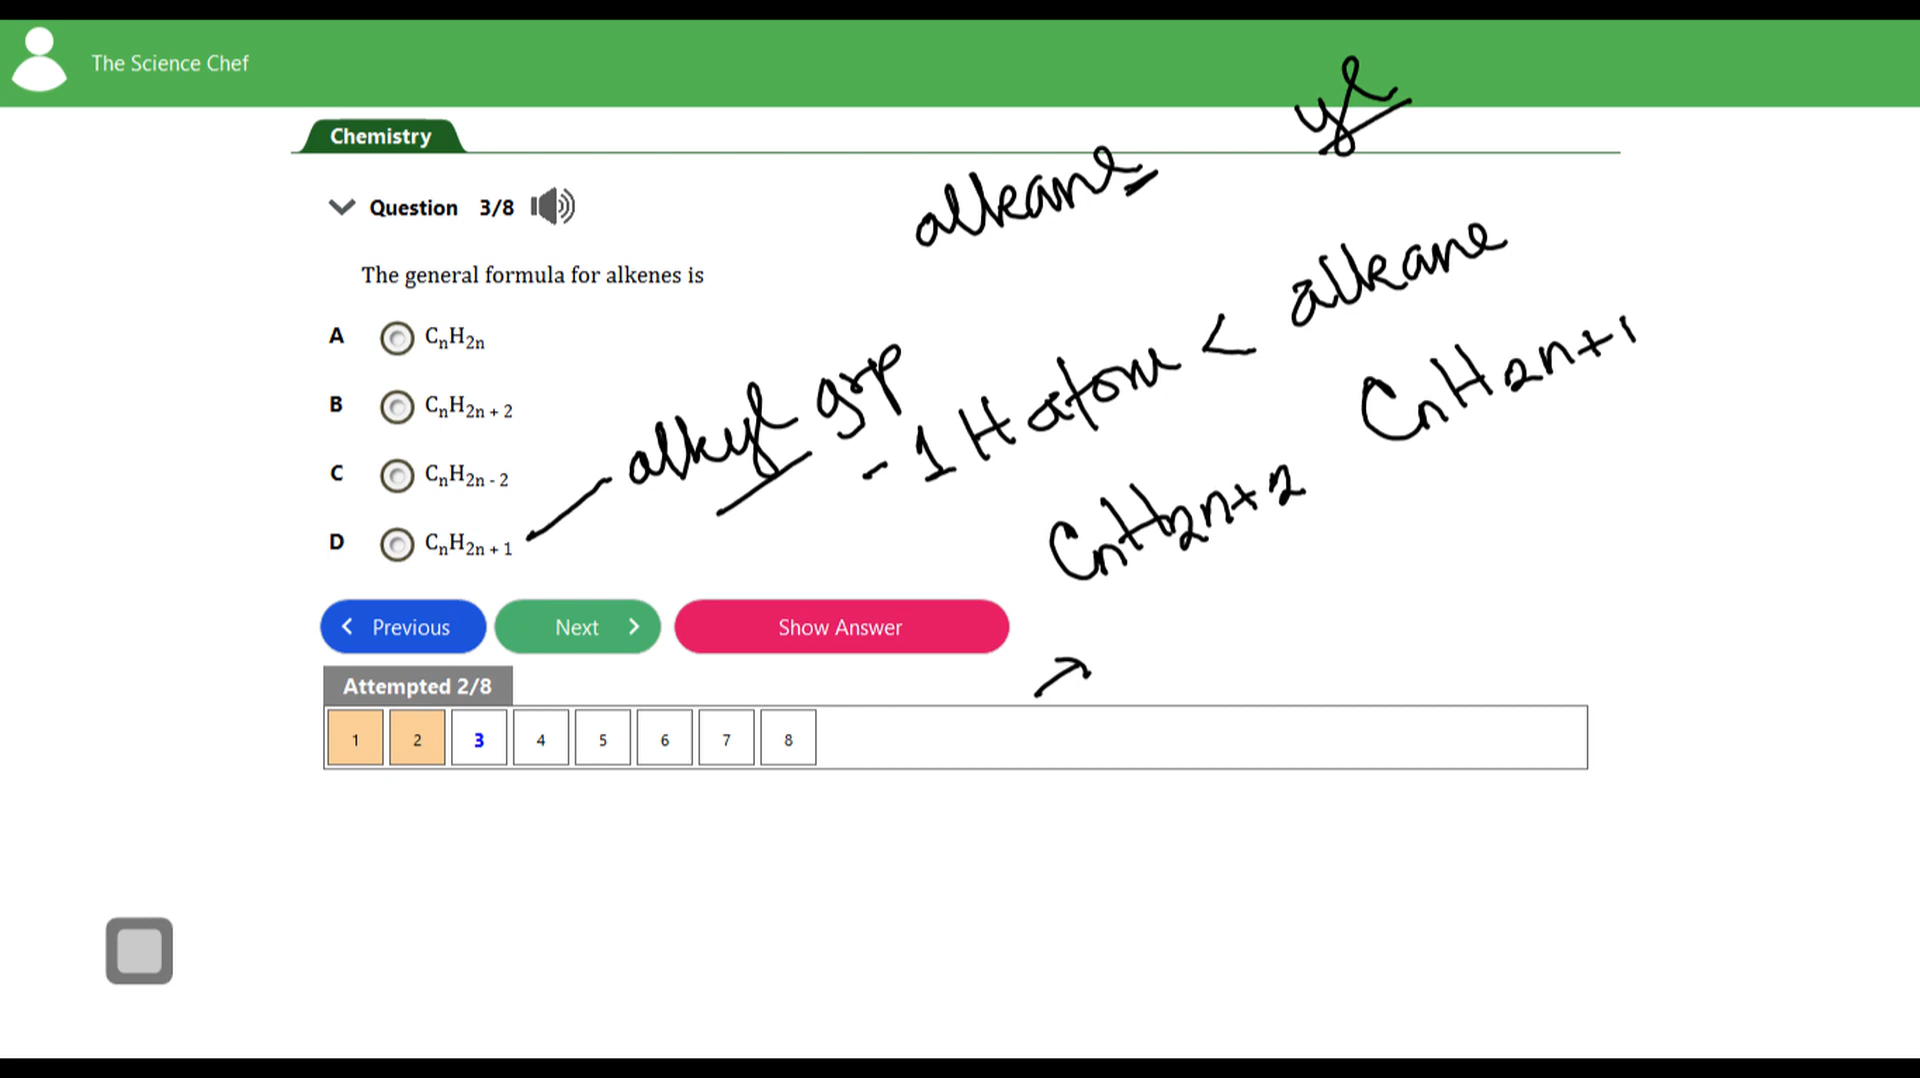 The Science Chef
Chemistry
Question 3/8
The general formula for alkenes is
A CnH2n
B CnH2n + 2
C CnH2n - 2
D CnH2n + 1
Previous
Next
Show Answer
Attempted 2/8
1 2 3 4 5 6 7 8
yl
alkane
alkyl grp
- 1 H atom < alkane
CnH2n+1
CnH2n+2